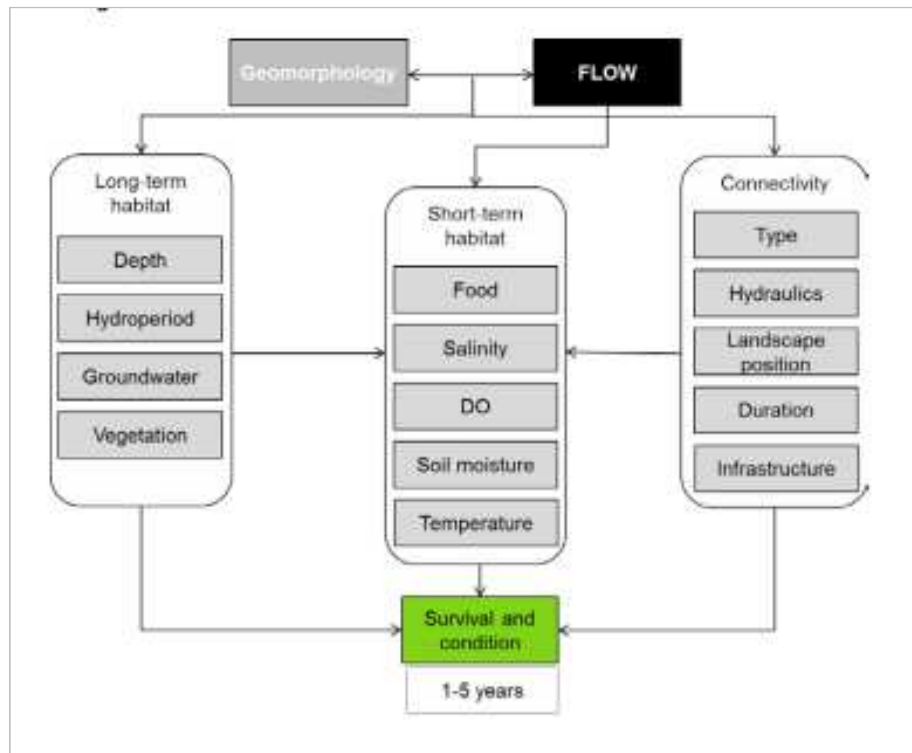 Geomorphology
FLOW
Long-term
habitat
Depth
Hydroperiod
Groundwater
Vegetation
Short-term
habitat
Food
Salinity
DO
Soil moisture
Temperature
Connectivity
Type
Hydraulics
Landscape
position
Duration
Infrastructure
Survival and
condition
1-5 years